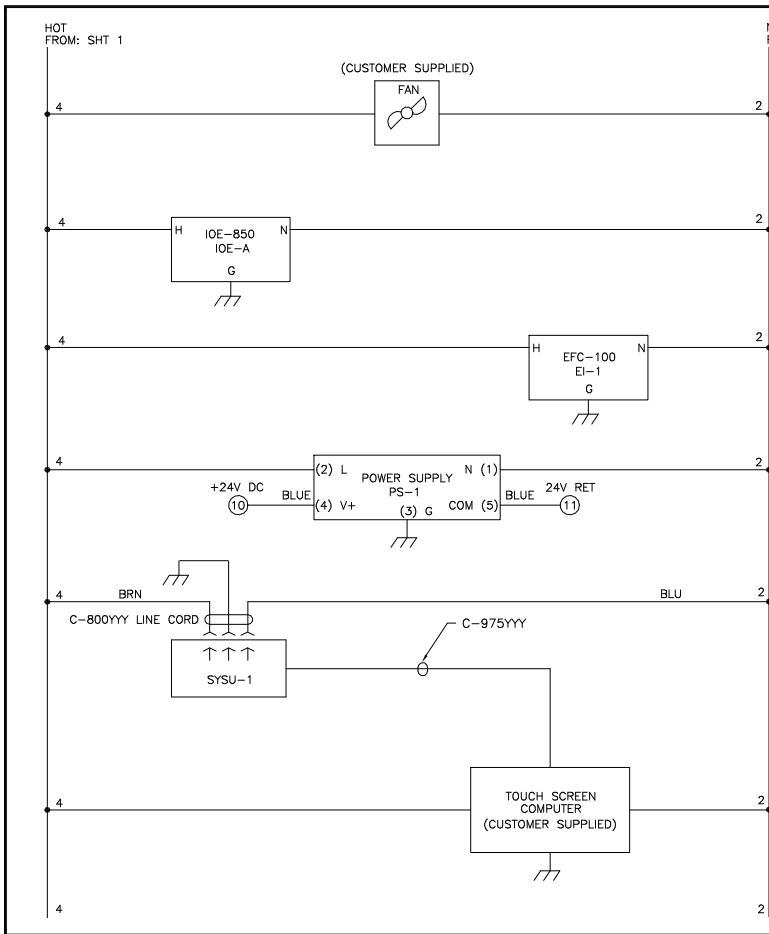 HOT
FROM: SHT 1
(CUSTOMER SUPPLIED)
FAN
4
2
4
2
H
IOE-850
N
IOE-A
G
4
2
H
EFC-100
N
EI-1
G
4
2
(2) L
POWER SUPPLY
N (1)
PS-1
+24V DC
10
BLUE
(4) V+
(3) G
COM (5)
BLUE
24V RET
11
4
BRN
BLU
2
C-800YYY LINE CORD
C-975YYY
SYSU-1
4
2
TOUCH SCREEN
COMPUTER
(CUSTOMER SUPPLIED)
4
2